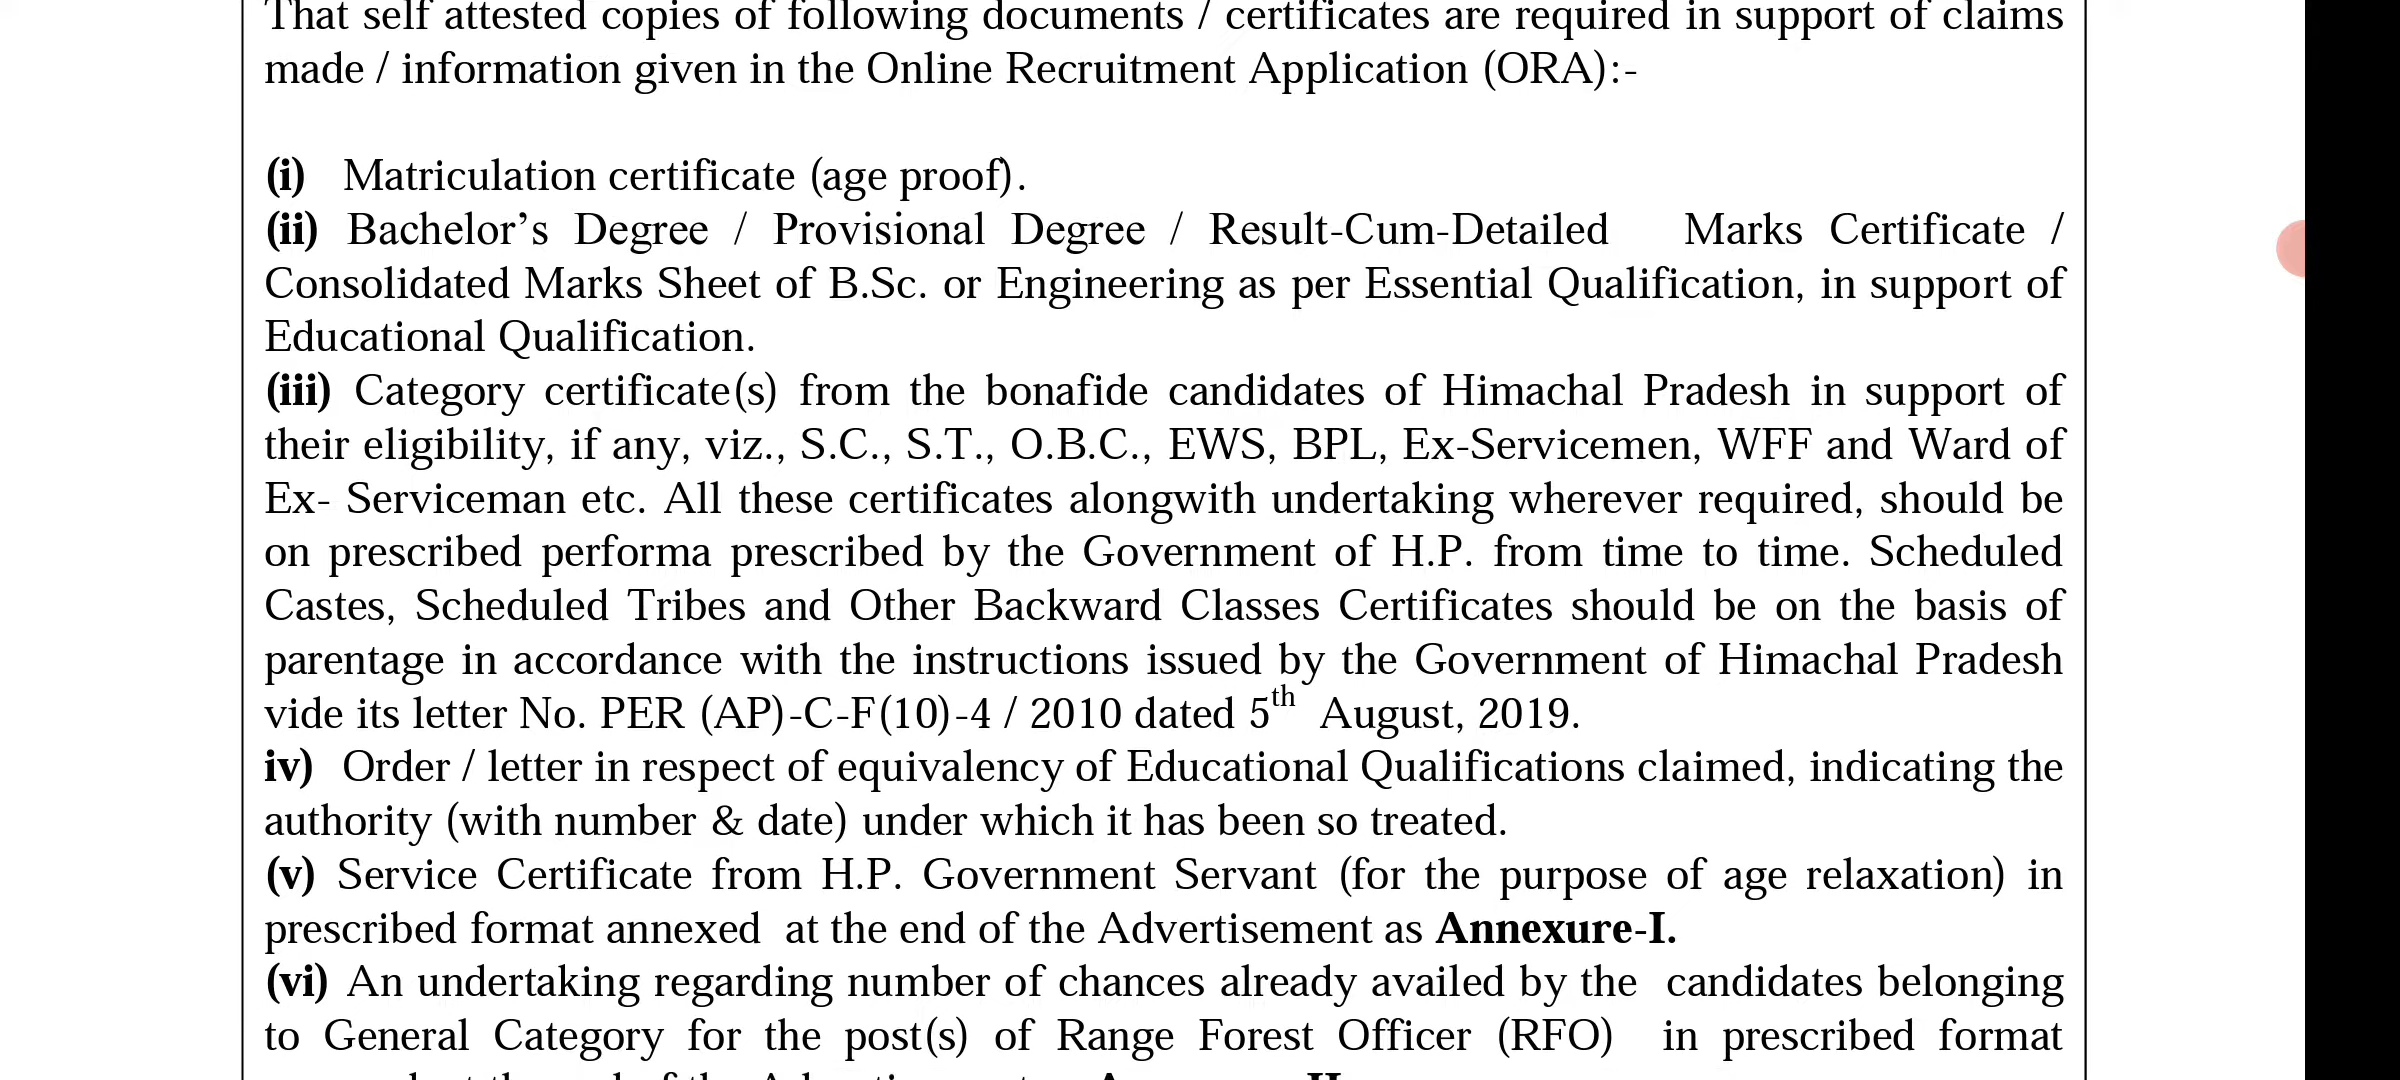 That self attested copies of following documents / certificates are required in support of claims
made / information given in the Online Recruitment Application (ORA):-
(i) Matriculation certificate (age proof).
(ii) Bachelor’s Degree / Provisional Degree / Result-Cum-Detailed Marks Certificate /
Consolidated Marks Sheet of B.Sc. or Engineering as per Essential Qualification, in support of
Educational Qualification.
(iii) Category certificate(s) from the bonafide candidates of Himachal Pradesh in support of
their eligibility, if any, viz., S.C., S.T., O.B.C., EWS, BPL, Ex-Servicemen, WFF and Ward of
Ex- Serviceman etc. All these certificates alongwith undertaking wherever required, should be
on prescribed performa prescribed by the Government of H.P. from time to time. Scheduled
Castes, Scheduled Tribes and Other Backward Classes Certificates should be on the basis of
parentage in accordance with the instructions issued by the Government of Himachal Pradesh
vide its letter No. PER (AP)-C-F(10)-4 / 2010 dated 5th August, 2019.
iv) Order / letter in respect of equivalency of Educational Qualifications claimed, indicating the
authority (with number & date) under which it has been so treated.
(v) Service Certificate from H.P. Government Servant (for the purpose of age relaxation) in
prescribed format annexed at the end of the Advertisement as Annexure-I.
(vi) An undertaking regarding number of chances already availed by the candidates belonging
to General Category for the post(s) of Range Forest Officer (RFO) in prescribed format